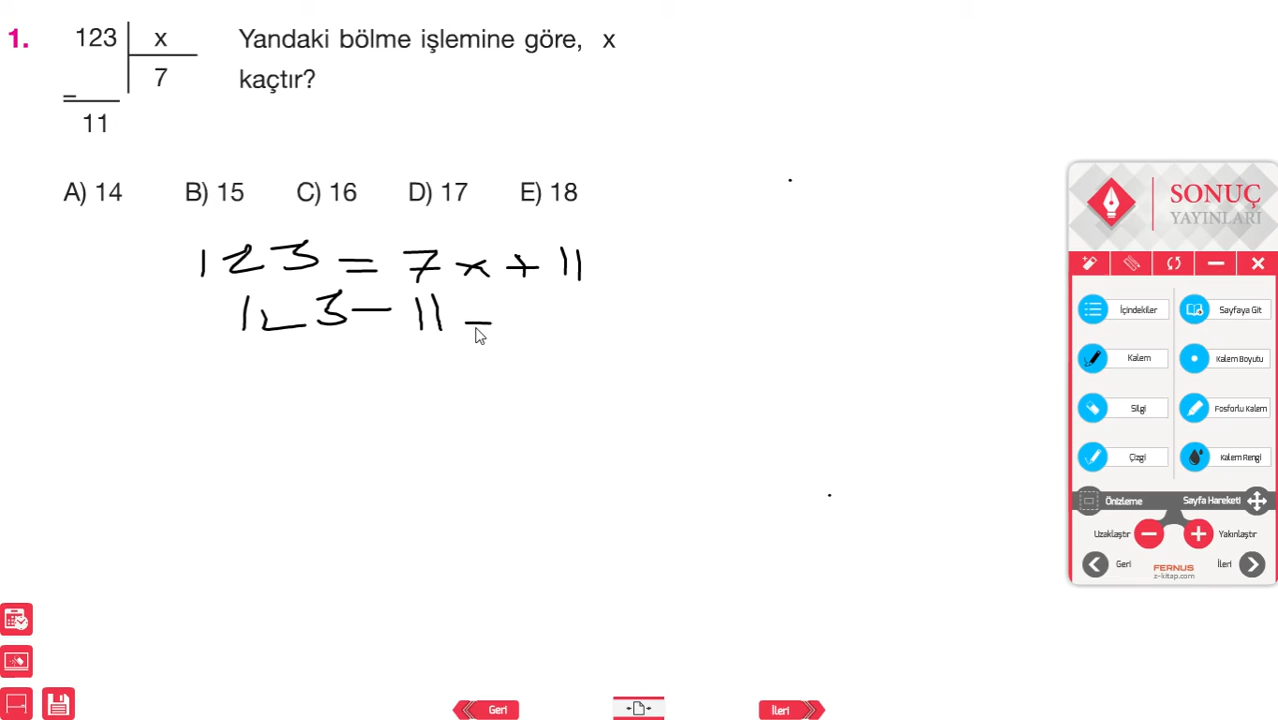 1. 123 x Yandaki bölme işlemine göre, x
7 kaçtır?
11
A) 14 B) 15 C) 16 D) 17 E) 18
123 = 7x + 11
123 - 11 =
SONUÇ
YAYINLARI
İçindekiler Sayfaya Git
Kalem Kalem Boyutu
Silgi Fosforlu Kalem
Çizgi Kalem Rengi
Önizleme Sayfa Hareketi
Uzaklaştır Yakınlaştır
Geri FERNUS İleri
z-kitap.com
Geri İleri